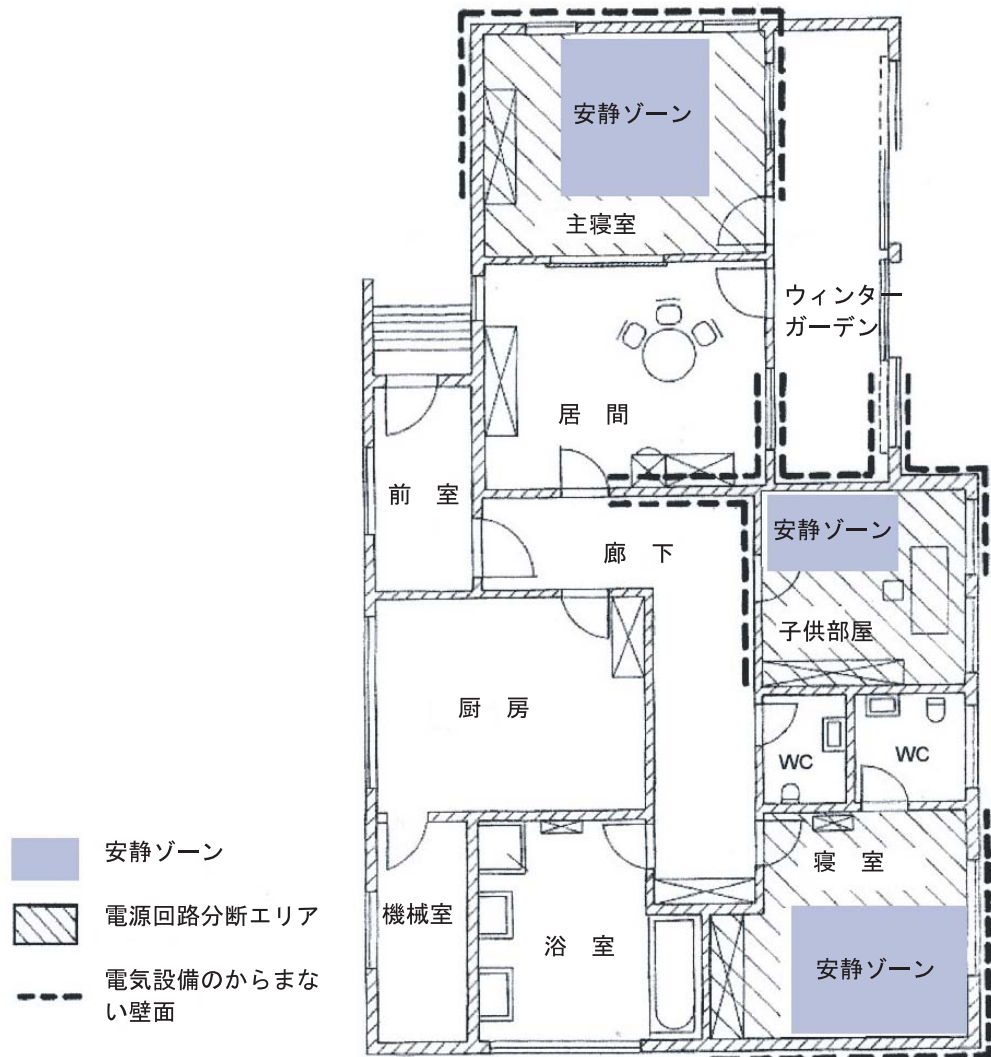 安静ゾーン
主寝室
ウィンター
ガーデン
居　間
前　室
安静ゾーン
廊　下
子供部屋
厨　房
WC
WC
寝　室
機械室
浴　室
安静ゾーン
安静ゾーン
電源回路分断エリア
電気設備のからまな
い壁面